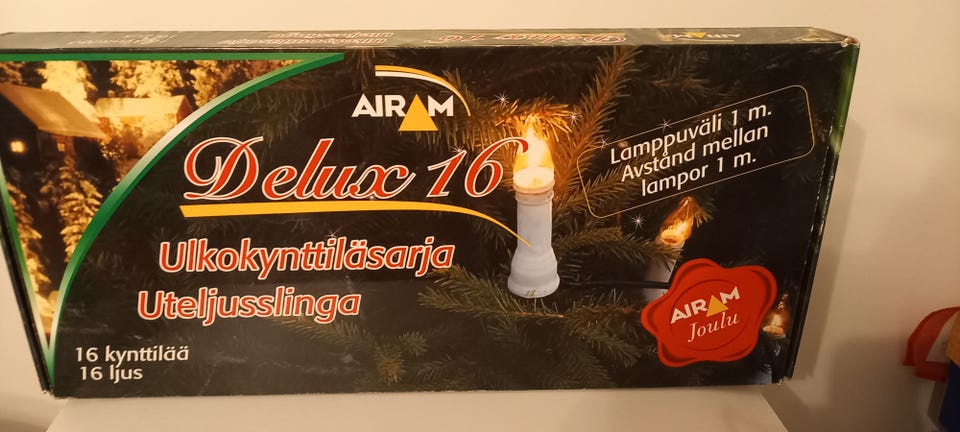 AIRAM
Delux 16
Lamppuväli 1 m.
Avstånd mellan
lampor 1 m.
Ulkokynttiläsarja
Uteljusslinga
AIRAM
Joulu
16 kynttilää
16 ljus